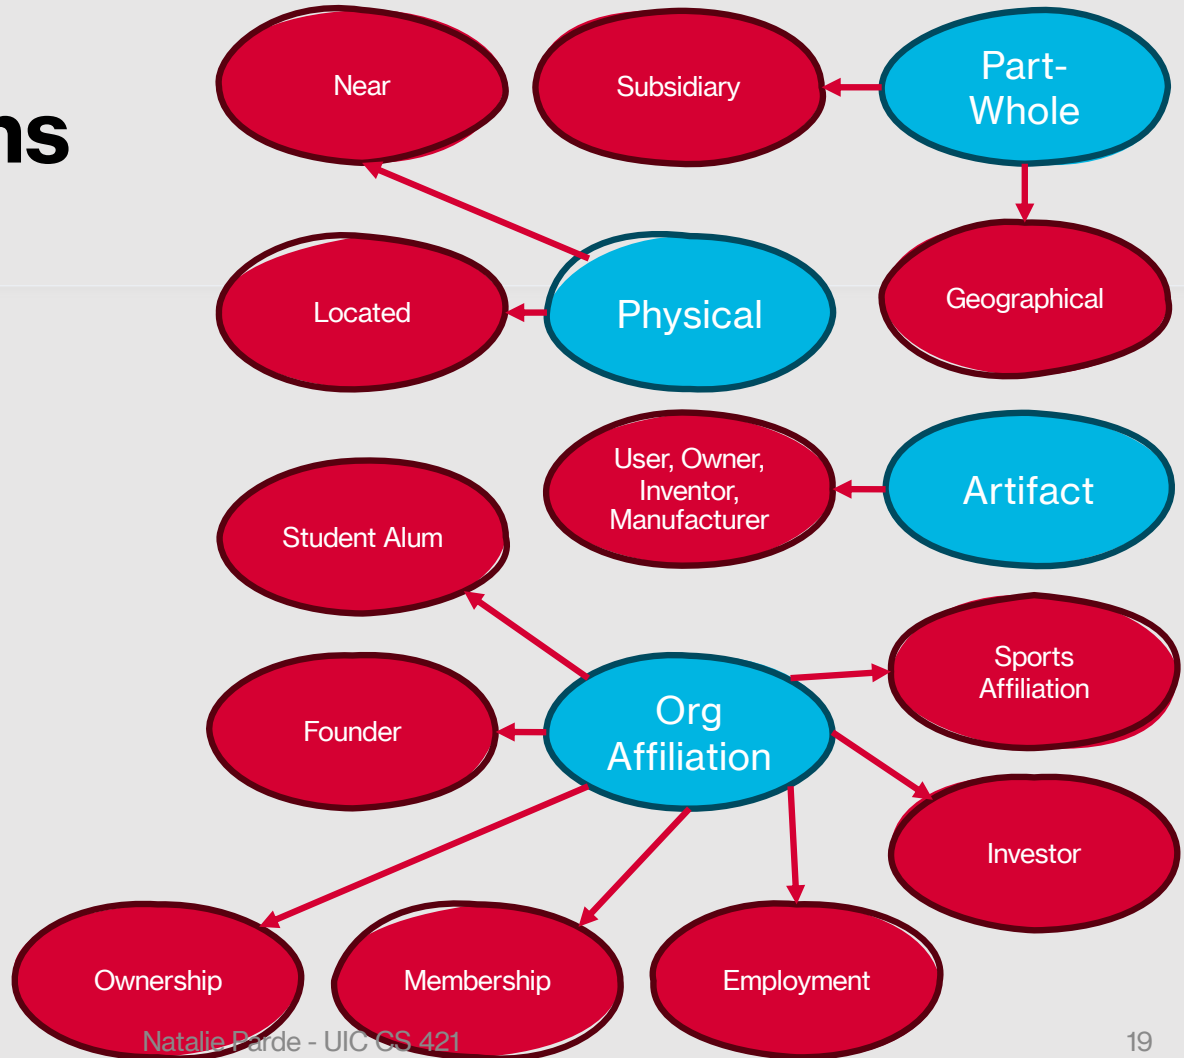 ns
Near
Subsidiary
Part-
Whole
Located
Physical
Geographical
User, Owner,
Inventor,
Manufacturer
Artifact
Student Alum
Sports
Affiliation
Founder
Org
Affiliation
Investor
Ownership
Membership
Employment
Natalie Parde - UIC CS 421
19